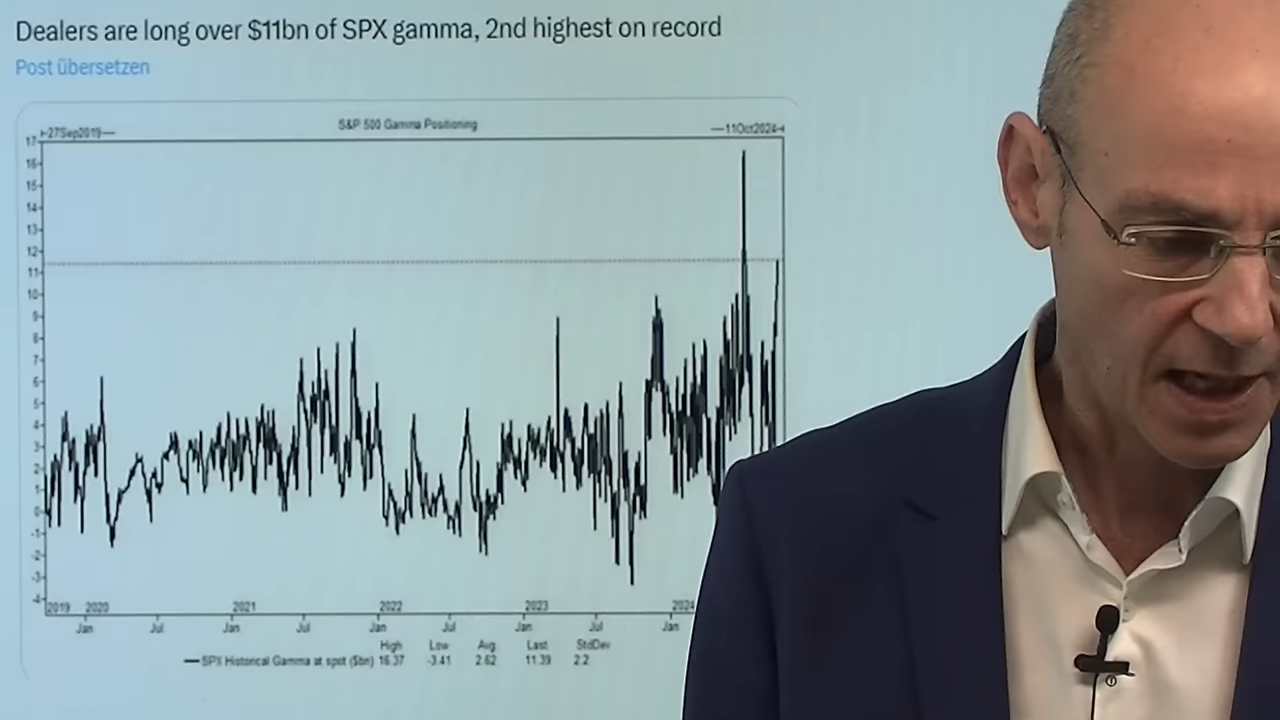 Dealers are long over $11bn of SPX gamma, 2nd highest on record
Post übersetzen
27Sep2019
S&P 500 Gamma Positioning
11Oct2024
17
16
15
14
13
12
11
10
9
8
7
6
5
4
3
2
1
0
-1
-2
-3
-4
2019 2020 2021 2022 2023 2024
Jan Jul Jan Jul Jan Jul Jan Jul Jan
High Low Avg Last StdDev
SPX Historical Gamma at spot ($bn) 16.37 -3.41 2.62 11.39 2.2